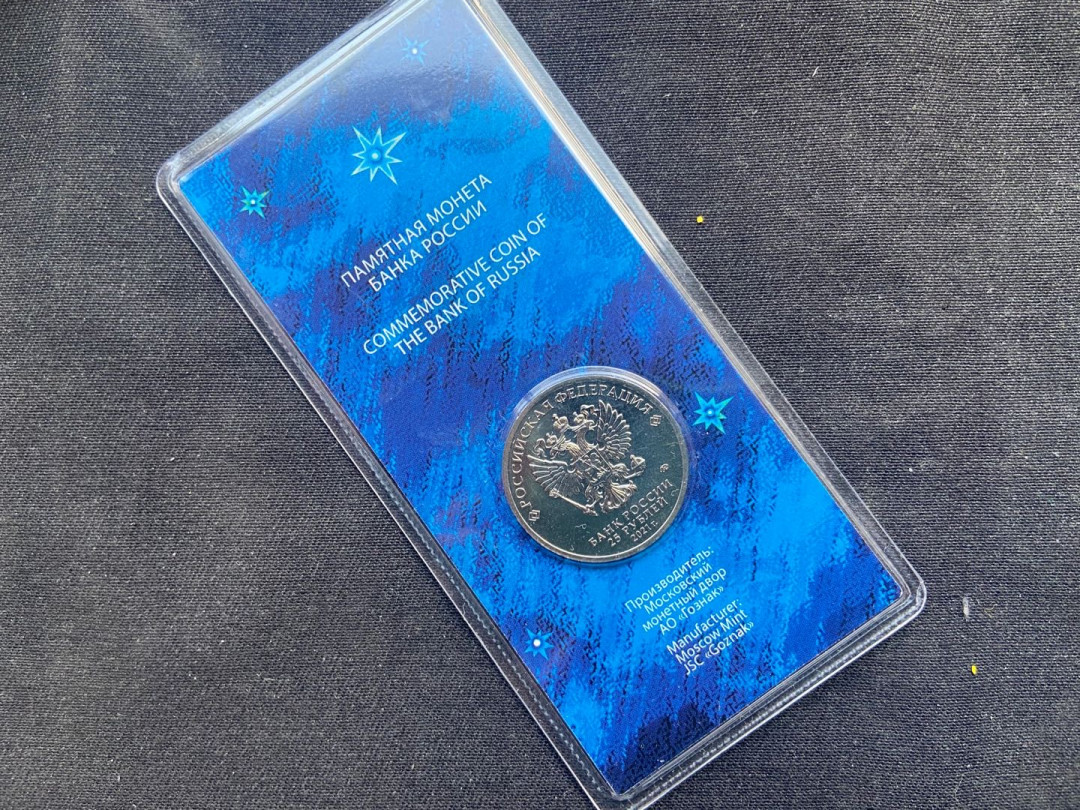 ПАМЯТНАЯ МОНЕТА
БАНКА РОССИИ
COMMEMORATIVE COIN OF
THE BANK OF RUSSIA
РОССИЙСКАЯ ФЕДЕРАЦИЯ
БАНК РОССИИ
25 РУБЛЕЙ
2021 Г.
Производитель:
Московский
монетный двор
АО «Гознак»
Manufacturer:
Moscow Mint
JSC «Goznak»